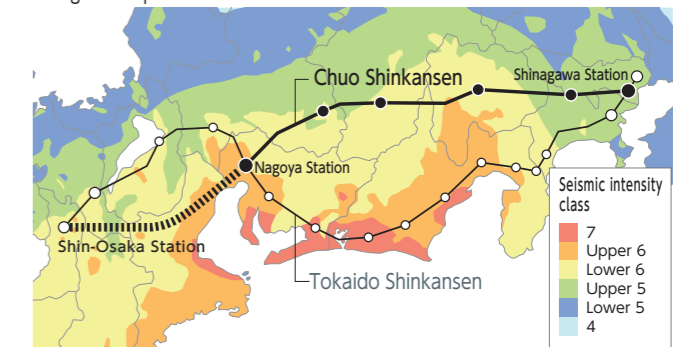 Chuo Shinkansen
Shinagawa Station
Nagoya Station
Shin-Osaka Station
Tokaido Shinkansen
Seismic intensity
class
7
Upper 6
Lower 6
Upper 5
Lower 5
4